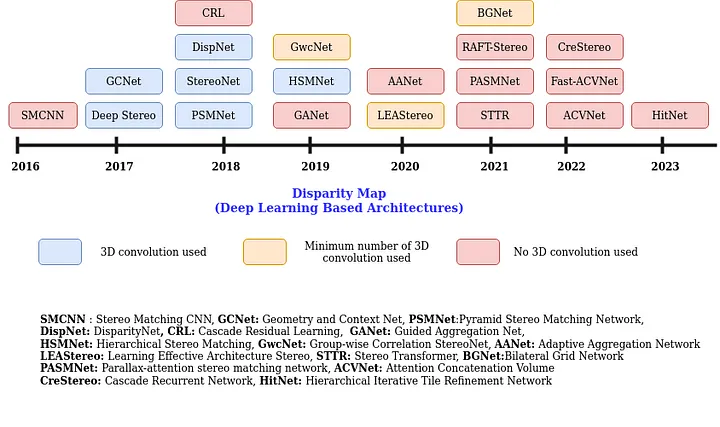 CRL
BGNet
DispNet
GwcNet
RAFT-Stereo
CreStereo
GCNet
StereoNet
HSMNet
AANet
PASMNet
Fast-ACVNet
SMCNN
Deep Stereo
PSMNet
GANet
LEAStereo
STTR
ACVNet
HitNet
2016
2017
2018
2019
2020
2021
2022
2023
Disparity Map
(Deep Learning Based Architectures)
3D convolution used
Minimum number of 3D
convolution used
No 3D convolution used
SMCNN : Stereo Matching CNN, GCNet: Geometry and Context Net, PSMNet:Pyramid Stereo Matching Network,
DispNet: DisparityNet, CRL: Cascade Residual Learning, GANet: Guided Aggregation Net,
HSMNet: Hierarchical Stereo Matching, GwcNet: Group-wise Correlation StereoNet, AANet: Adaptive Aggregation Network
LEAStereo: Learning Effective Architecture Stereo, STTR: Stereo Transformer, BGNet:Bilateral Grid Network
PASMNet: Parallax-attention stereo matching network, ACVNet: Attention Concatenation Volume
CreStereo: Cascade Recurrent Network, HitNet: Hierarchical Iterative Tile Refinement Network